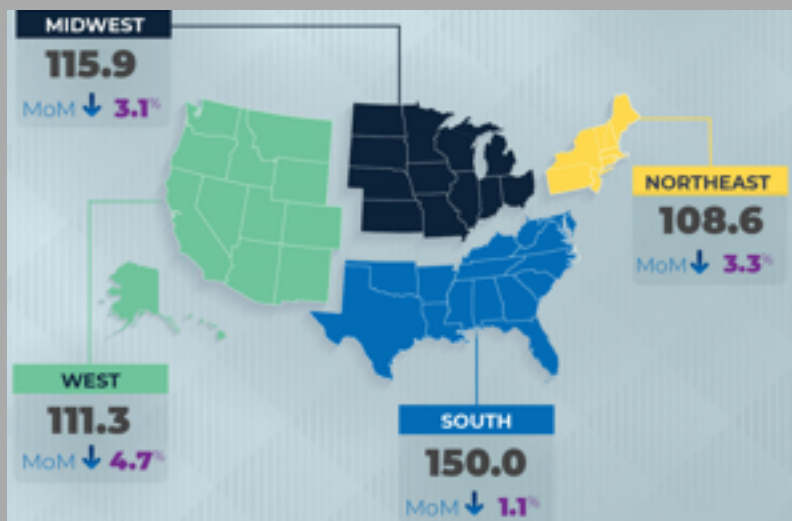 MIDWEST
115.9
MoM ↓ 3.1%
NORTHEAST
108.6
MoM ↓ 3.3%
WEST
111.3
MoM ↓ 4.7%
SOUTH
150.0
MoM ↓ 1.1%